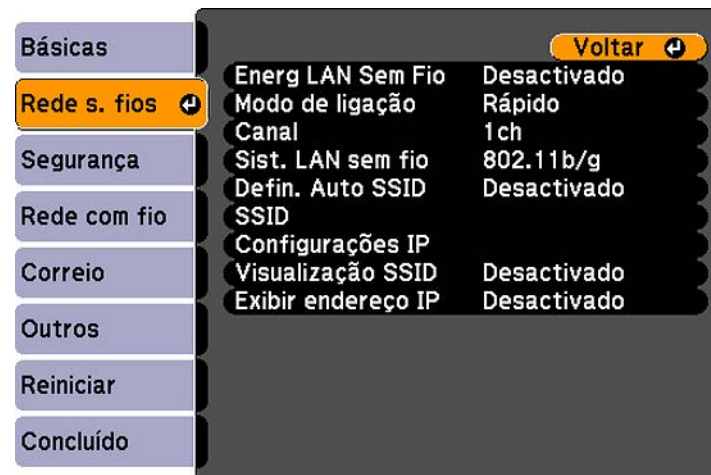 Básicas
Rede s. fios
Segurança
Rede com fio
Correio
Outros
Reiniciar
Concluído
Voltar
Energ LAN Sem Fio Desactivado
Modo de ligação Rápido
Canal 1ch
Sist. LAN sem fio 802.11b/g
Defin. Auto SSID Desactivado
SSID
Configurações IP
Visualização SSID Desactivado
Exibir endereço IP Desactivado